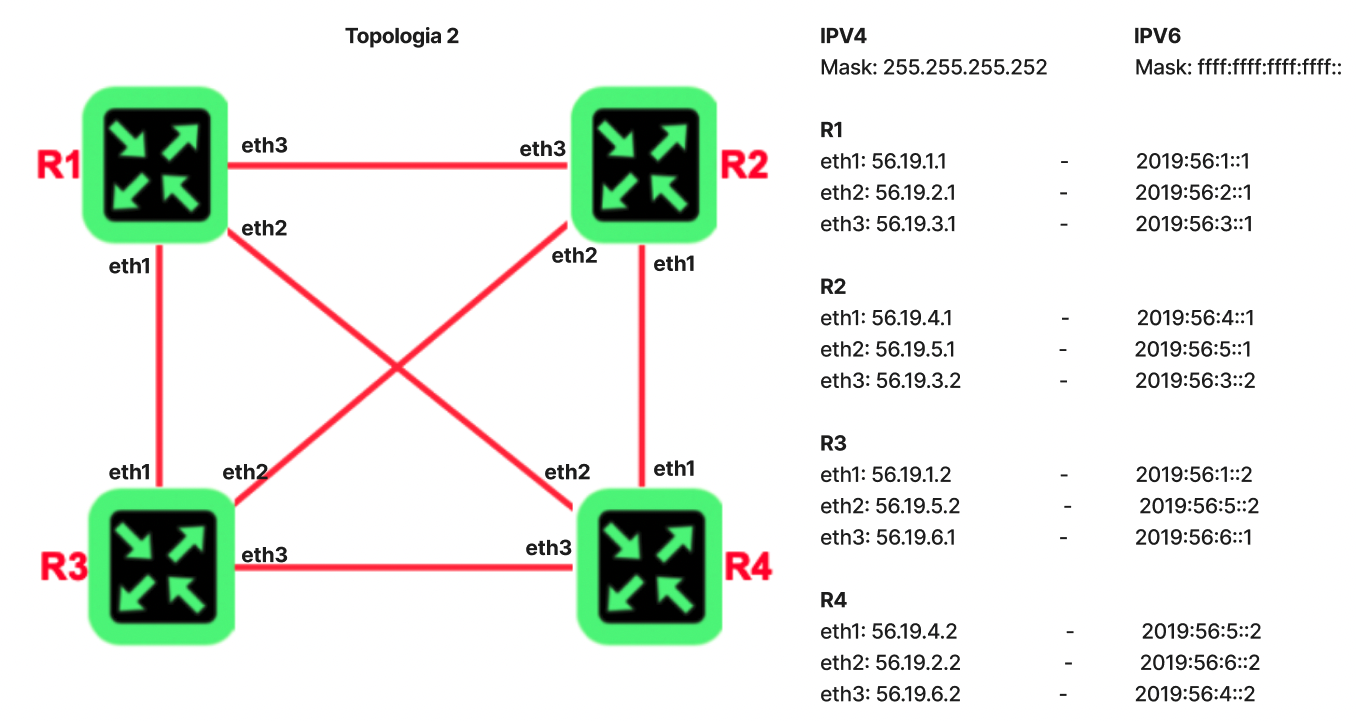 Topologia 2
R1
eth3
eth3
R2
eth2
eth2
eth1
eth1
eth1
eth2
eth2
eth1
R3
eth3
eth3
R4
IPV4 IPV6
Mask: 255.255.255.252 Mask: ffff:ffff:ffff:ffff::
R1
eth1: 56.19.1.1 - 2019:56:1::1
eth2: 56.19.2.1 - 2019:56:2::1
eth3: 56.19.3.1 - 2019:56:3::1
R2
eth1: 56.19.4.1 - 2019:56:4::1
eth2: 56.19.5.1 - 2019:56:5::1
eth3: 56.19.3.2 - 2019:56:3::2
R3
eth1: 56.19.1.2 - 2019:56:1::2
eth2: 56.19.5.2 - 2019:56:5::2
eth3: 56.19.6.1 - 2019:56:6::1
R4
eth1: 56.19.4.2 - 2019:56:5::2
eth2: 56.19.2.2 - 2019:56:6::2
eth3: 56.19.6.2 - 2019:56:4::2